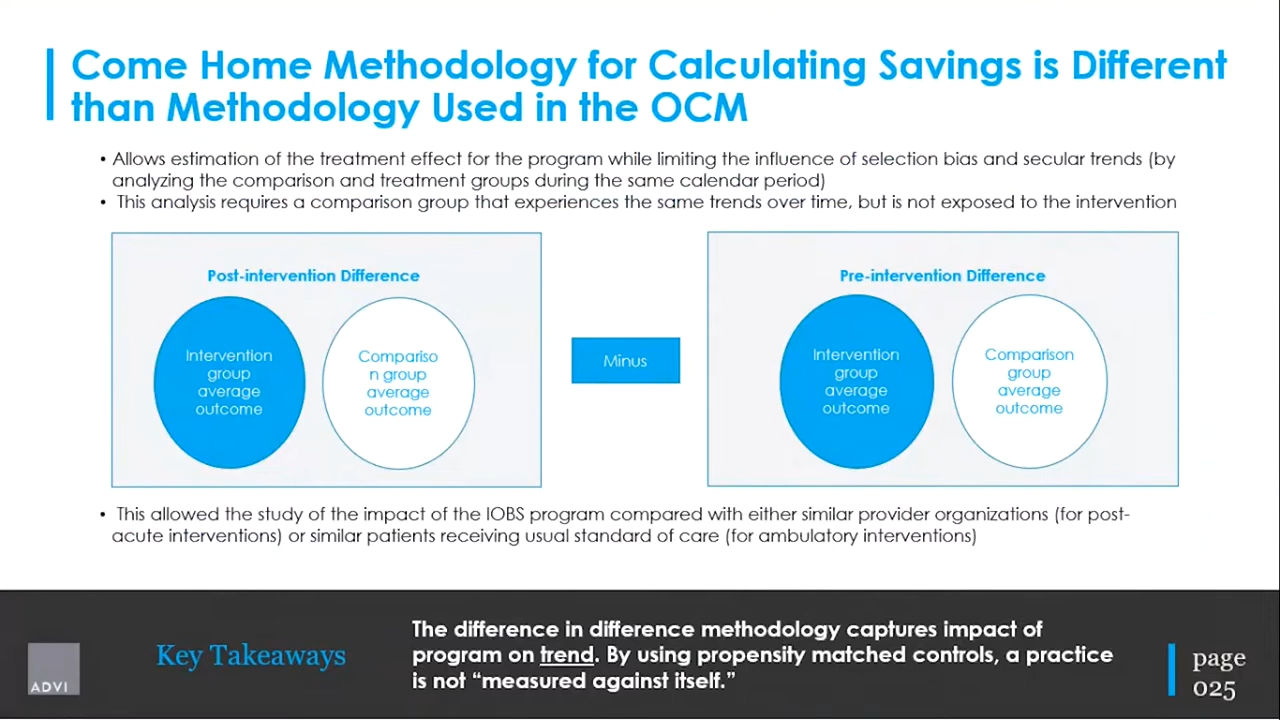 Come Home Methodology for Calculating Savings is Different
than Methodology Used in the OCM
• Allows estimation of the treatment effect for the program while limiting the influence of selection bias and secular trends (by
analyzing the comparison and treatment groups during the same calendar period)
• This analysis requires a comparison group that experiences the same trends over time, but is not exposed to the intervention
Post-intervention Difference
Intervention
group
average
outcome
Compariso
n group
average
outcome
Minus
Pre-intervention Difference
Intervention
group
average
outcome
Comparison
group
average
outcome
• This allowed the study of the impact of the IOBS program compared with either similar provider organizations (for post-
acute interventions) or similar patients receiving usual standard of care (for ambulatory interventions)
ADVI
Key Takeaways
The difference in difference methodology captures impact of
program on trend. By using propensity matched controls, a practice
is not “measured against itself.”
page
025